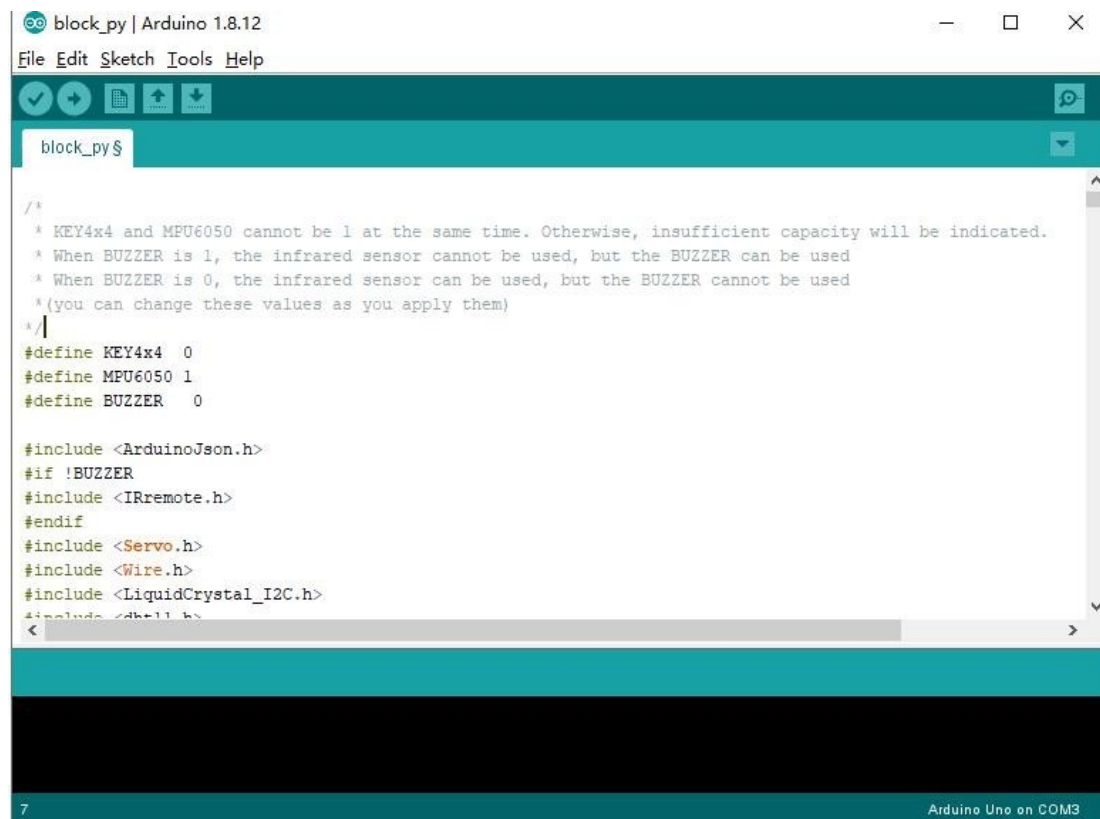 block_py | Arduino 1.8.12
File Edit Sketch Tools Help
block_py §
/*
* KEY4x4 and MPU6050 cannot be 1 at the same time. Otherwise, insufficient capacity will be indicated.
* When BUZZER is 1, the infrared sensor cannot be used, but the BUZZER can be used
* When BUZZER is 0, the infrared sensor can be used, but the BUZZER cannot be used
*(you can change these values as you apply them)
*/
#define KEY4x4  0
#define MPU6050 1
#define BUZZER   0
#include <ArduinoJson.h>
#if !BUZZER
#include <IRremote.h>
#endif
#include <Servo.h>
#include <Wire.h>
#include <LiquidCrystal_I2C.h>
#include <dht11.h>
7
Arduino Uno on COM3